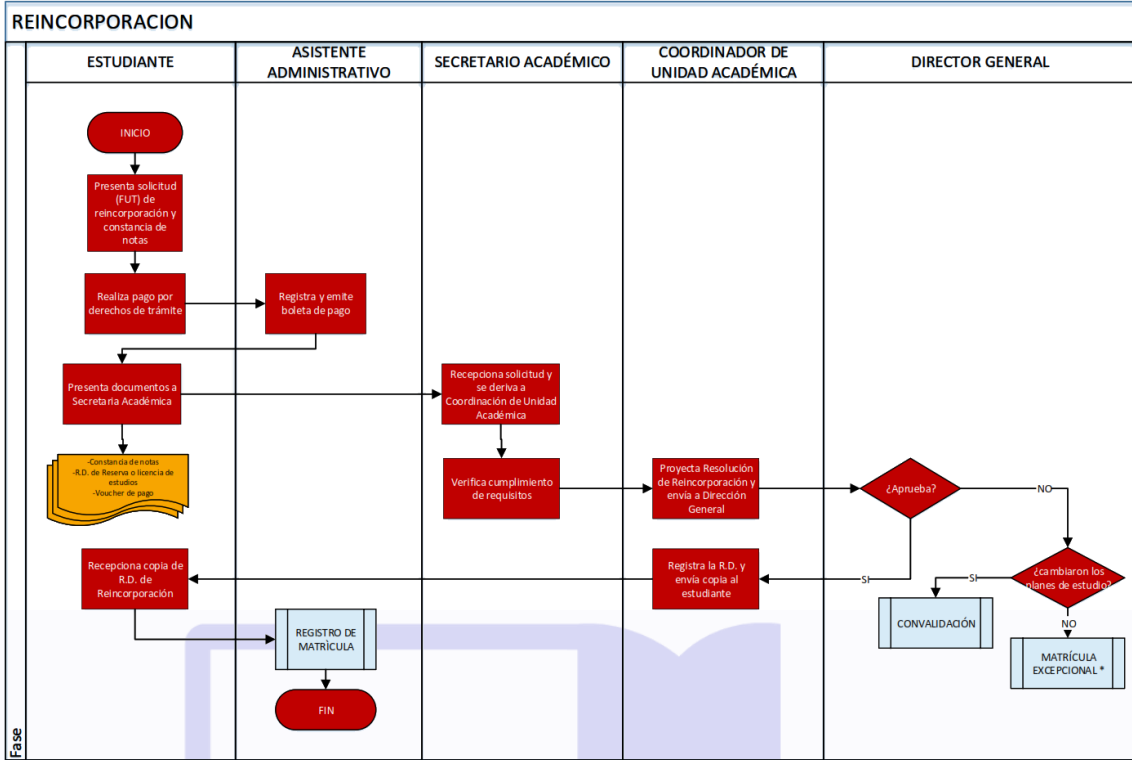 REINCORPORACION
ESTUDIANTE
ASISTENTE
ADMINISTRATIVO
SECRETARIO ACADÉMICO
COORDINADOR DE
UNIDAD ACADÉMICA
DIRECTOR GENERAL
INICIO
Presenta solicitud
(FUT) de
reincorporación y
constancia de
notas
Realiza pago por
derechos de trámite
Registra y emite
boleta de pago
Presenta documentos a
Secretaria Académica
Recepciona solicitud y
se deriva a
Coordinación de Unidad
Académica
-Constancia de notas
-R.D. de Reserva o licencia de
estudios
-Voucher de pago
Verifica cumplimiento
de requisitos
Proyecta Resolución
de Reincorporación y
envía a Dirección
General
¿Aprueba?
NO
SI
¿cambiaron los
planes de estudio?
SI
NO
Registra la R.D. y
envía copia al
estudiante
Recepciona copia de
R.D. de
Reincorporación
CONVALIDACIÓN
MATRÍCULA
EXCEPCIONAL *
REGISTRO DE
MATRÌCULA
FIN
Fase